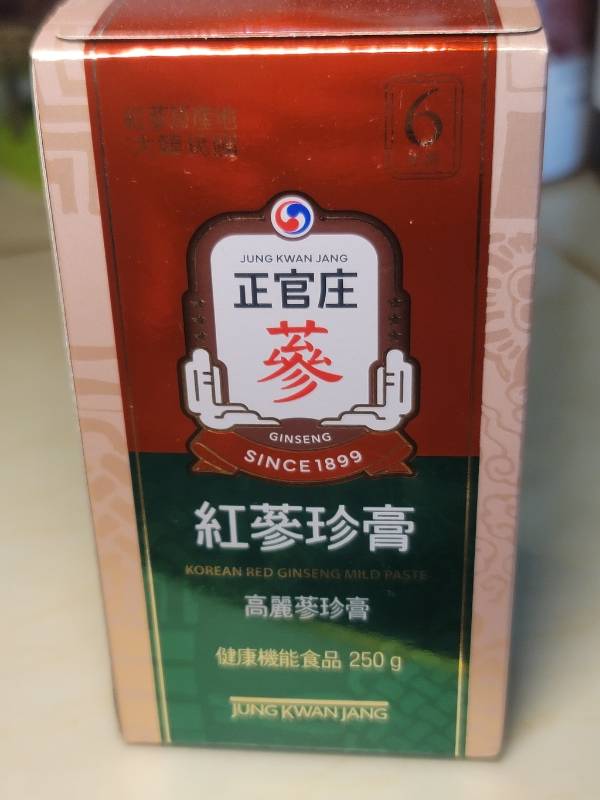 6
JUNG KWAN JANG
正官庄
蔘
GINSENG
SINCE 1899
紅蔘珍膏
KOREAN RED GINSENG MILD PASTE
高麗蔘珍膏
健康機能食品 250 g
JUNG KWAN JANG